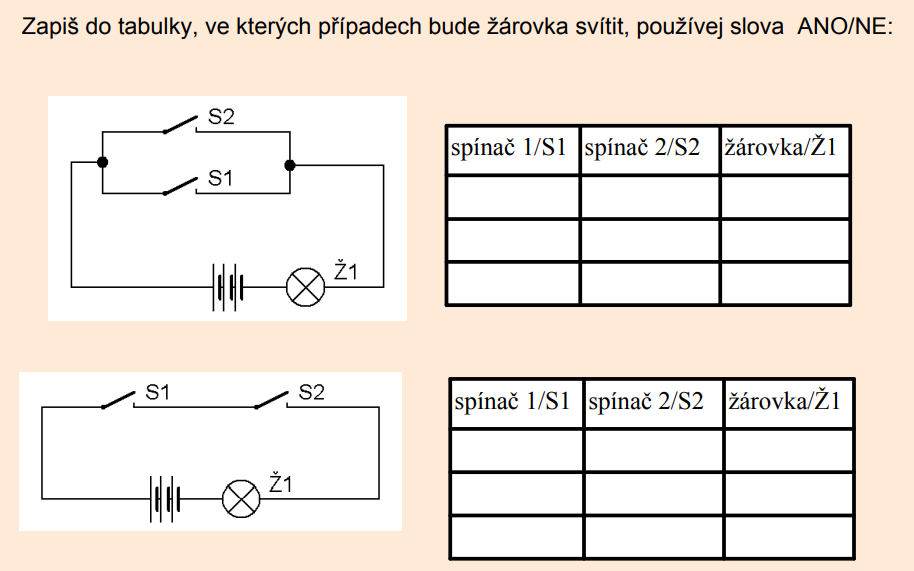 Zapiš do tabulky, ve kterých případech bude žárovka svítit, používej slova ANO/NE:
S2
S1
Ž1
spínač 1/S1 spínač 2/S2 žárovka/Ž1
S1 S2
Ž1
spínač 1/S1 spínač 2/S2 žárovka/Ž1